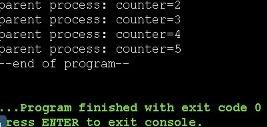 parent process: counter=2
parent process: counter=3
parent process: counter=4
parent process: counter=5
--end of program--
...Program finished with exit code 0
ress ENTER to exit console.